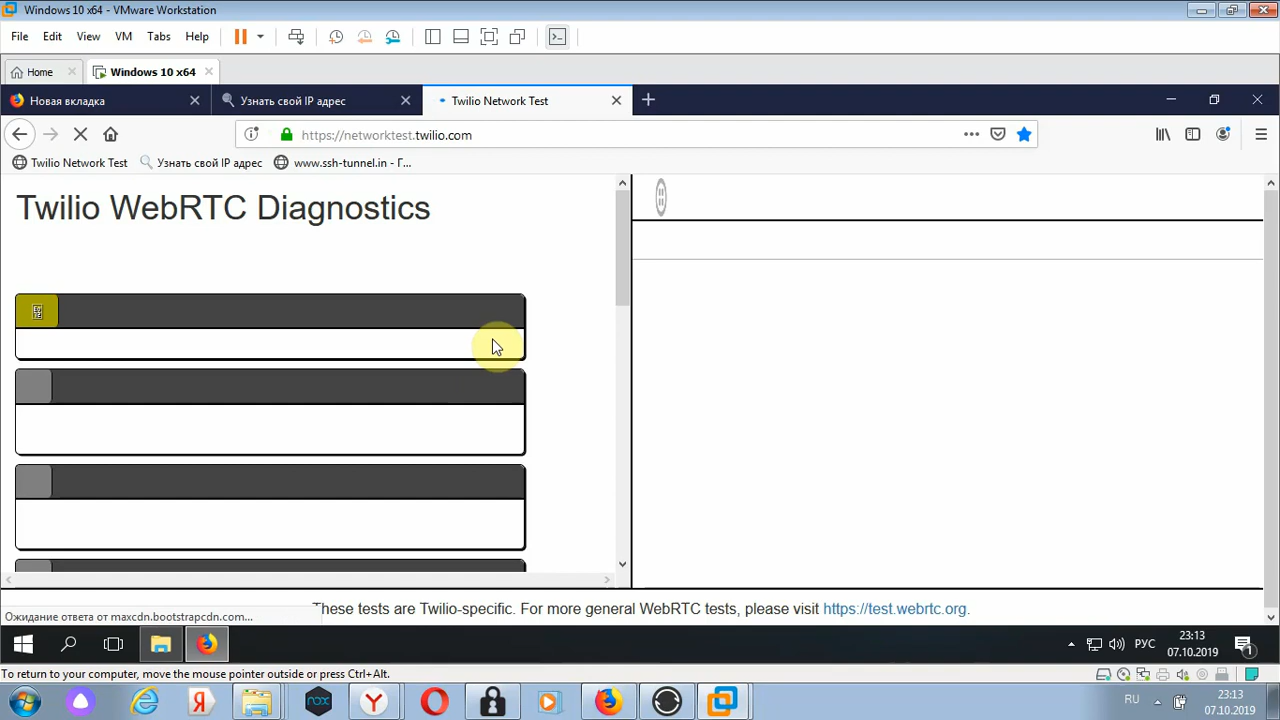 Windows 10 x64 - VMware Workstation
File Edit View VM Tabs Help
Home Windows 10 x64
Новая вкладка Узнать свой IP адрес Twilio Network Test
https://networktest.twilio.com
Twilio Network Test Узнать свой IP адрес www.ssh-tunnel.in - Г...
Twilio WebRTC Diagnostics
These tests are Twilio-specific. For more general WebRTC tests, please visit https://test.webrtc.org.
Ожидание ответа от maxcdn.bootstrapcdn.com...
РУС 23:13
07.10.2019
1
To return to your computer, move the mouse pointer outside or press Ctrl+Alt.
nox
RU 23:13
07.10.2019